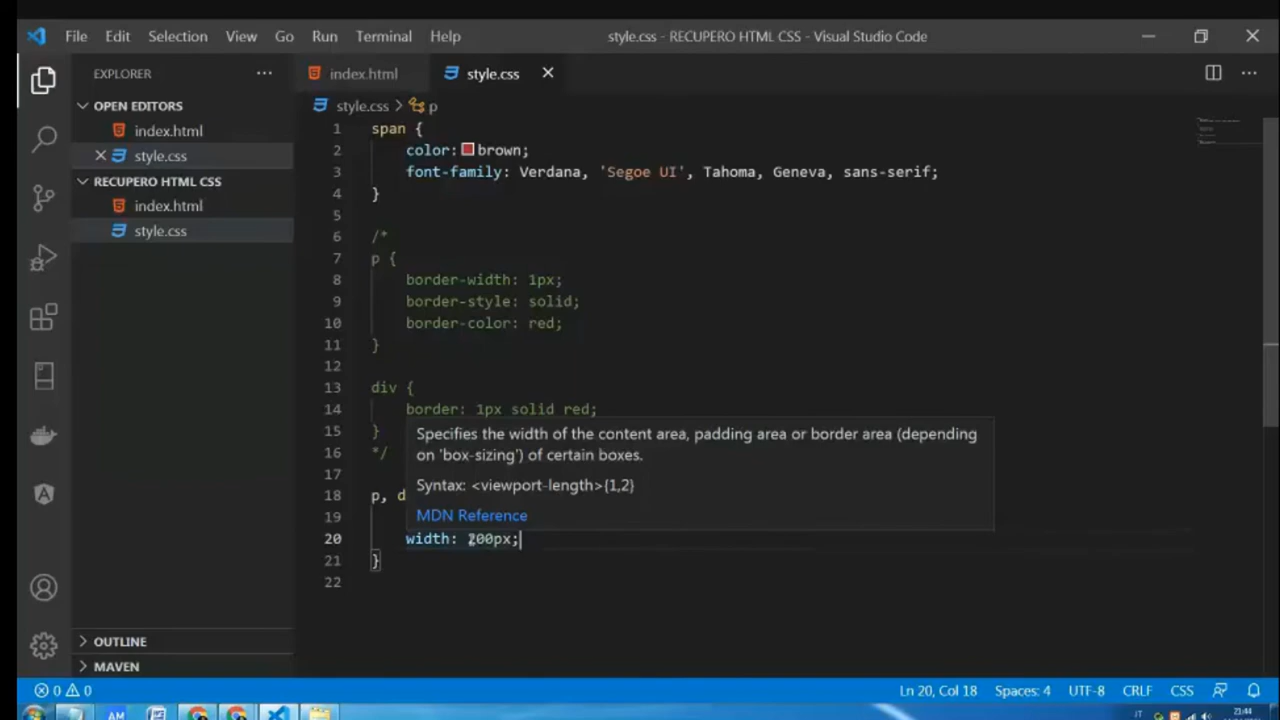 File Edit Selection View Go Run Terminal Help
style.css - RECUPERO HTML CSS - Visual Studio Code
EXPLORER
OPEN EDITORS
index.html
style.css
RECUPERO HTML CSS
index.html
style.css
OUTLINE
MAVEN
index.html style.css
style.css > p
1 span {
2 color: brown;
3 font-family: Verdana, 'Segoe UI', Tahoma, Geneva, sans-serif;
4 }
5
6 /*
7 p {
8 border-width: 1px;
9 border-style: solid;
10 border-color: red;
11 }
12
13 div {
14 border: 1px solid red;
15 }
16 */
17
18 p, d
19
20 width: 200px;
21 }
22
Specifies the width of the content area, padding area or border area (depending
on 'box-sizing') of certain boxes.
Syntax: <viewport-length>{1,2}
MDN Reference
0 0
Ln 20, Col 18 Spaces: 4 UTF-8 CRLF CSS
AM
IT
21:44